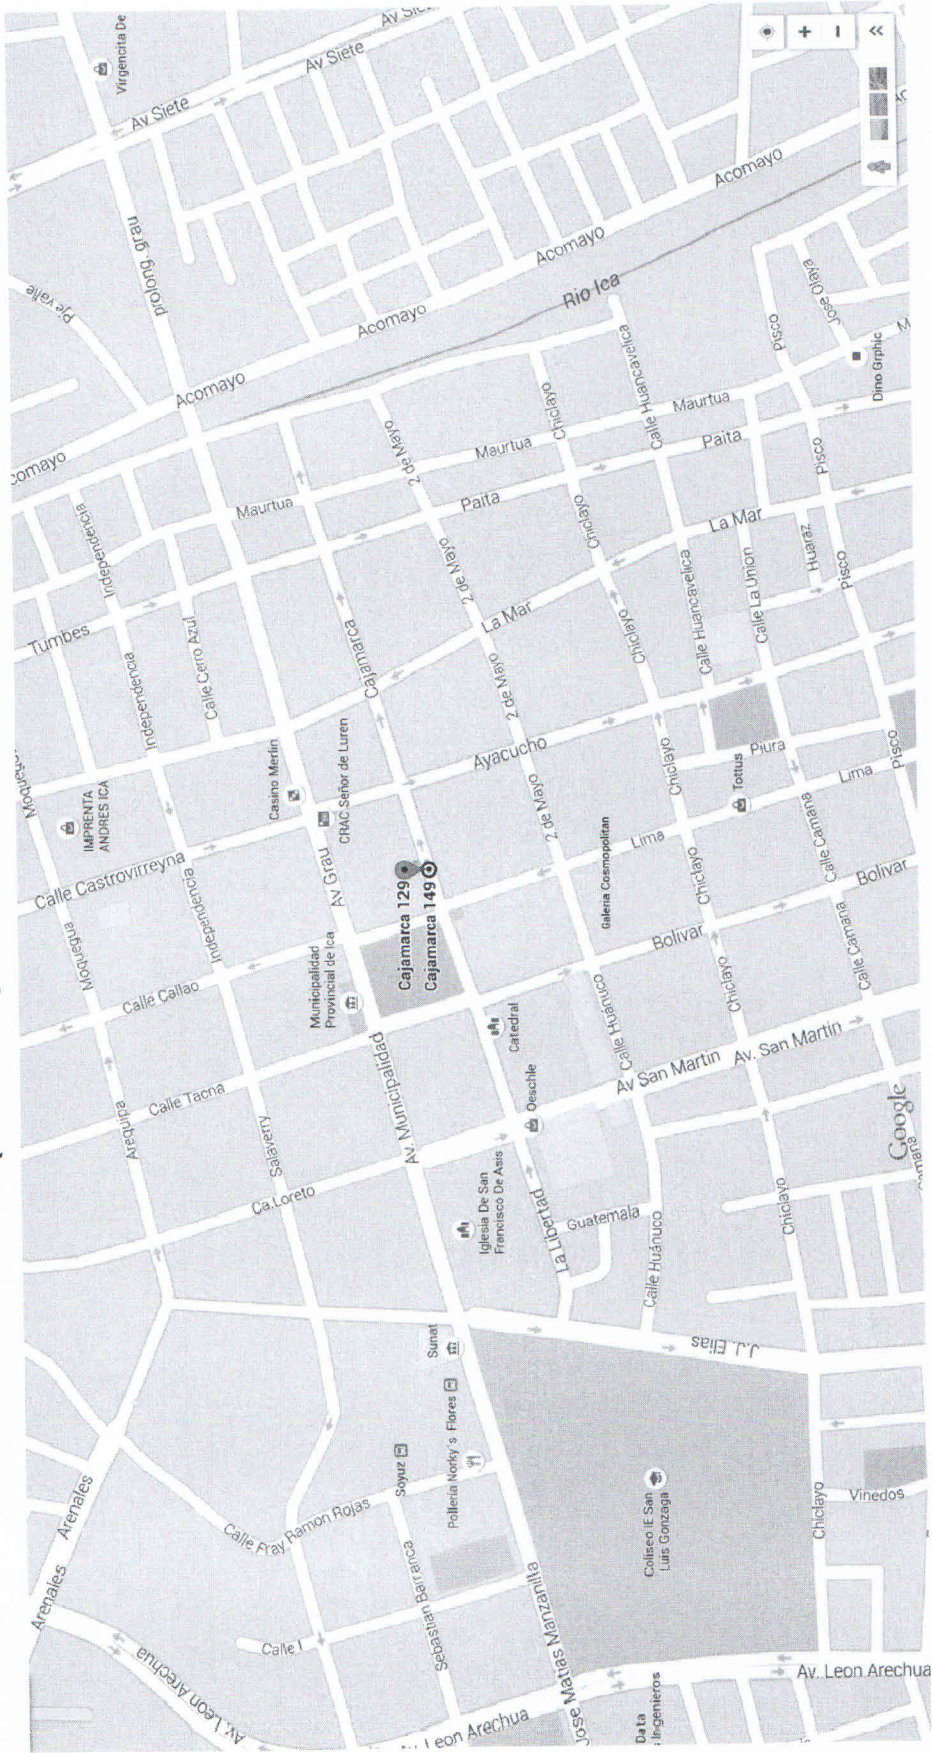 Virgencita De
Av Siete
Av Siete
prolong. grau
Pje valle
Acomayo
Acomayo
Acomayo
Acomayo
Rio Ica
Jose Olaya
Pisco
Dino Grphic
Independencia
Independencia
Independencia
Independencia
Tumbes
Calle Cerro Azul
Maurtua
Maurtua
Maurtua
Paita
Paita
2 de Mayo
2 de Mayo
2 de Mayo
2 de Mayo
Chiclayo
Chiclayo
Chiclayo
Calle Huancavelica
Calle Huancavelica
La Mar
La Mar
Calle La Union
Huaraz
Pisco
Pisco
Pisco
Cajamarca
IMPRENTA
ANDRES ICA
Casino Merlin
CRAC Señor de Luren
Ayacucho
Piura
Tottus
Lima
Lima
Calle Castrovirreyna
Av Grau
Cajamarca 129
Cajamarca 149
Galeria Cosmopolitan
Chiclayo
Chiclayo
Chiclayo
Calle Camana
Calle Camana
Bolivar
Bolivar
Moquegua
Calle Callao
Municipalidad
Provincial de Ica
Catedral
Calle Huánuco
Av San Martin
Av. San Martin
Calle Tacna
Arequipa
Salaverry
Av. Municipalidad
Oeschle
Ca.Loreto
Iglesia De San
Francisco De Asis
La Libertad
Guatemala
Calle Huánuco
Chiclayo
Google
Sunat
J.J. Elias
Flores
Polleria Norky´s
Soyuz
Arenales
Arenales
Calle Fray Ramon Rojas
Sebastian Barranca
Calle I
Coliseo IE San
Luis Gonzaga
Chiclayo
Vinedos
Jose Matias Manzanilla
Av. Leon Arechua
Leon Arechua
Av. Leon Arechua
Data
Ingenieros